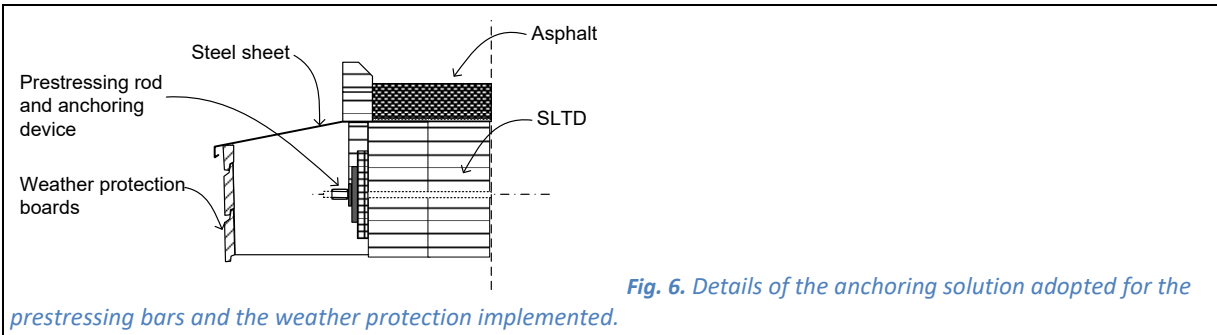 Asphalt
Steel sheet
Prestressing rod
and anchoring
device
SLTD
Weather protection
boards
Fig. 6. Details of the anchoring solution adopted for the
prestressing bars and the weather protection implemented.